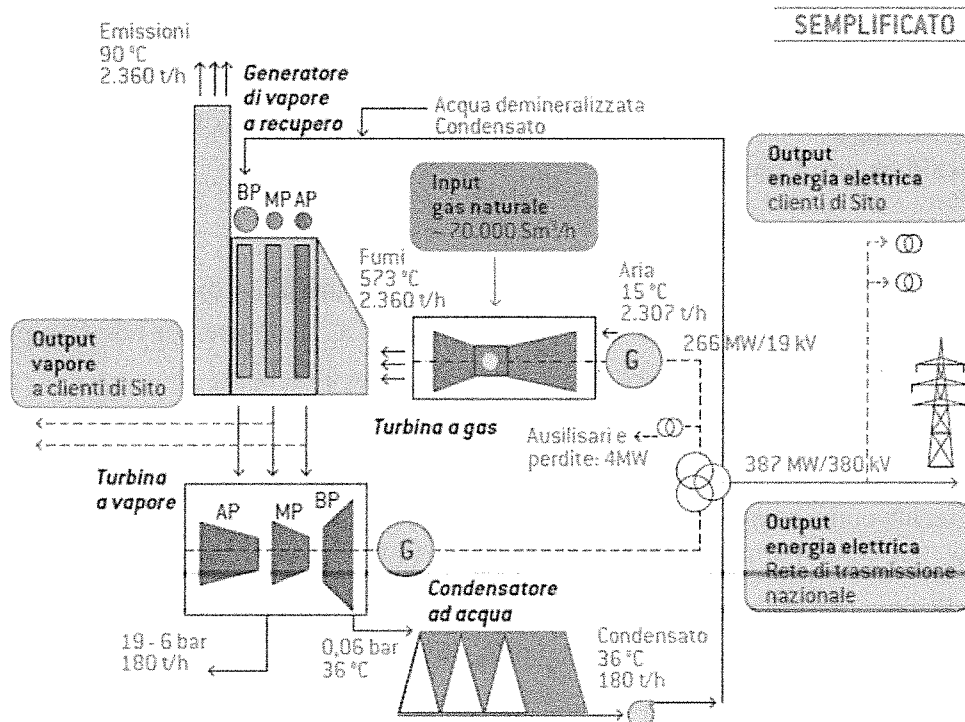 SEMPLIFICATO
Emissioni
90 °C
2.360 t/h
Generatore
di vapore
a recupero
Acqua demineralizzata
Condensato
Output
energia elettrica
clienti di Sito
BP
MP
AP
Input
gas naturale
~ 70.000 Sm³/h
Fumi
573 °C
2.360 t/h
Aria
15 °C
2.307 t/h
266 MW/19 kV
G
Output
vapore
a clienti di Sito
Turbina a gas
Ausilisari e
perdite: 4MW
387 MW/380 kV
Turbina
a vapore
AP
MP
BP
G
Output
energia elettrica
Rete di trasmissione
nazionale
Condensatore
ad acqua
19 - 6 bar
180 t/h
0,06 bar
36 °C
Condensato
36 °C
180 t/h